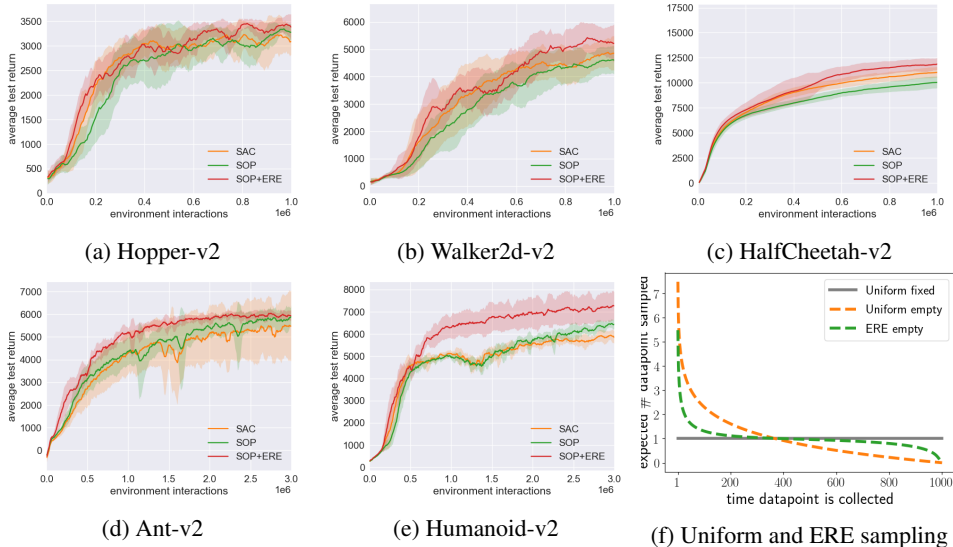 3500
3000
2500
2000
1500
1000
500
0
average test return
SAC
SOP
SOP+ERE
0.0 0.2 0.4 0.6 0.8 1.0
environment interactions 1e6
(a) Hopper-v2
6000
5000
4000
3000
2000
1000
0
average test return
SAC
SOP
SOP+ERE
0.0 0.2 0.4 0.6 0.8 1.0
environment interactions 1e6
(b) Walker2d-v2
17500
15000
12500
10000
7500
5000
2500
0
average test return
SAC
SOP
SOP+ERE
0.0 0.2 0.4 0.6 0.8 1.0
environment interactions 1e6
(c) HalfCheetah-v2
7000
6000
5000
4000
3000
2000
1000
0
average test return
SAC
SOP
SOP+ERE
0.0 0.5 1.0 1.5 2.0 2.5 3.0
environment interactions 1e6
(d) Ant-v2
8000
7000
6000
5000
4000
3000
2000
1000
0
average test return
SAC
SOP
SOP+ERE
0.0 0.5 1.0 1.5 2.0 2.5 3.0
environment interactions 1e6
(e) Humanoid-v2
7
6
5
4
3
2
1
0
expected # datapoint sampled
Uniform fixed
Uniform empty
ERE empty
1 200 400 600 800 1000
time datapoint is collected
(f) Uniform and ERE sampling